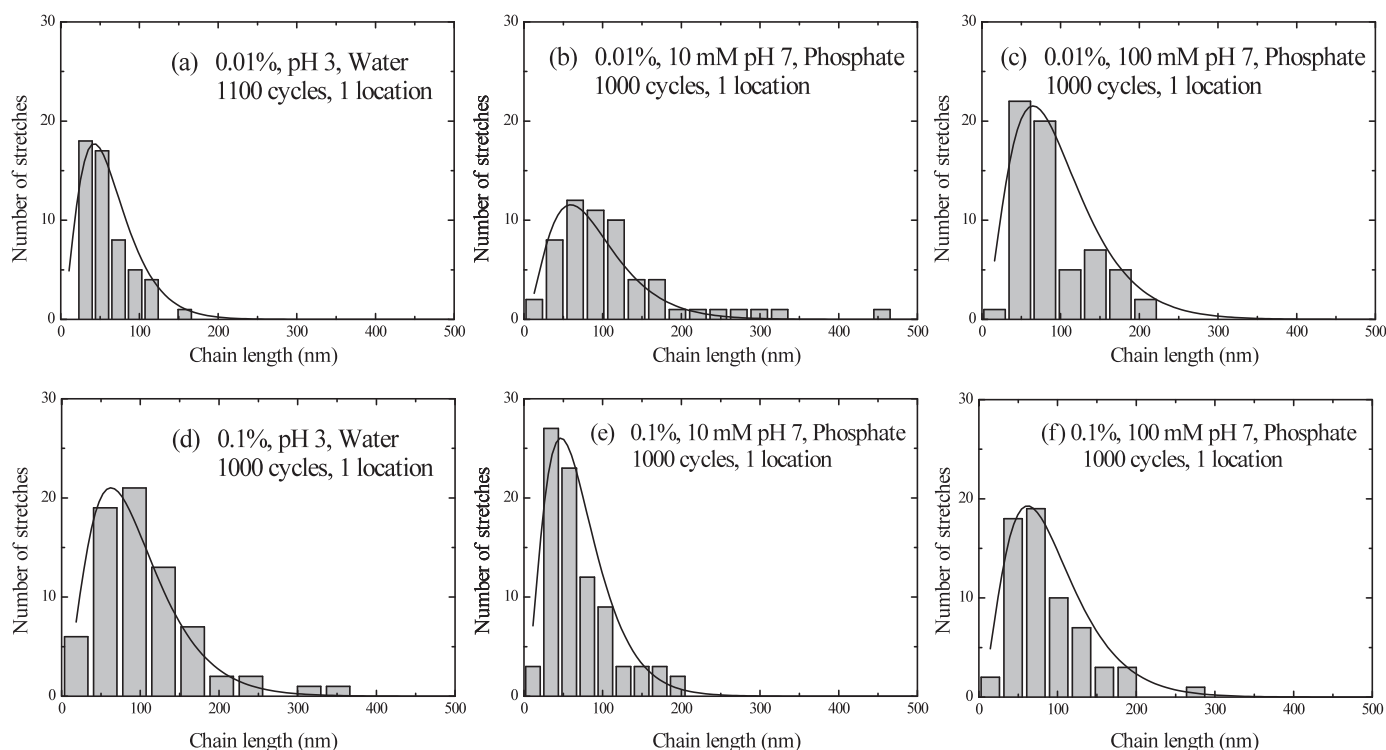 30
20
10
0
0 100 200 300 400 500
Number of stretches
Chain length (nm)
(a) 0.01%, pH 3, Water
1100 cycles, 1 location
30
20
10
0
0 100 200 300 400 500
Number of stretches
Chain length (nm)
(b) 0.01%, 10 mM pH 7, Phosphate
1000 cycles, 1 location
30
20
10
0
0 100 200 300 400 500
Number of stretches
Chain length (nm)
(c) 0.01%, 100 mM pH 7, Phosphate
1000 cycles, 1 location
30
20
10
0
0 100 200 300 400 500
Number of stretches
Chain length (nm)
(d) 0.1%, pH 3, Water
1000 cycles, 1 location
30
20
10
0
0 100 200 300 400 500
Number of stretches
Chain length (nm)
(e) 0.1%, 10 mM pH 7, Phosphate
1000 cycles, 1 location
30
20
10
0
0 100 200 300 400 500
Number of stretches
Chain length (nm)
(f) 0.1%, 100 mM pH 7, Phosphate
1000 cycles, 1 location